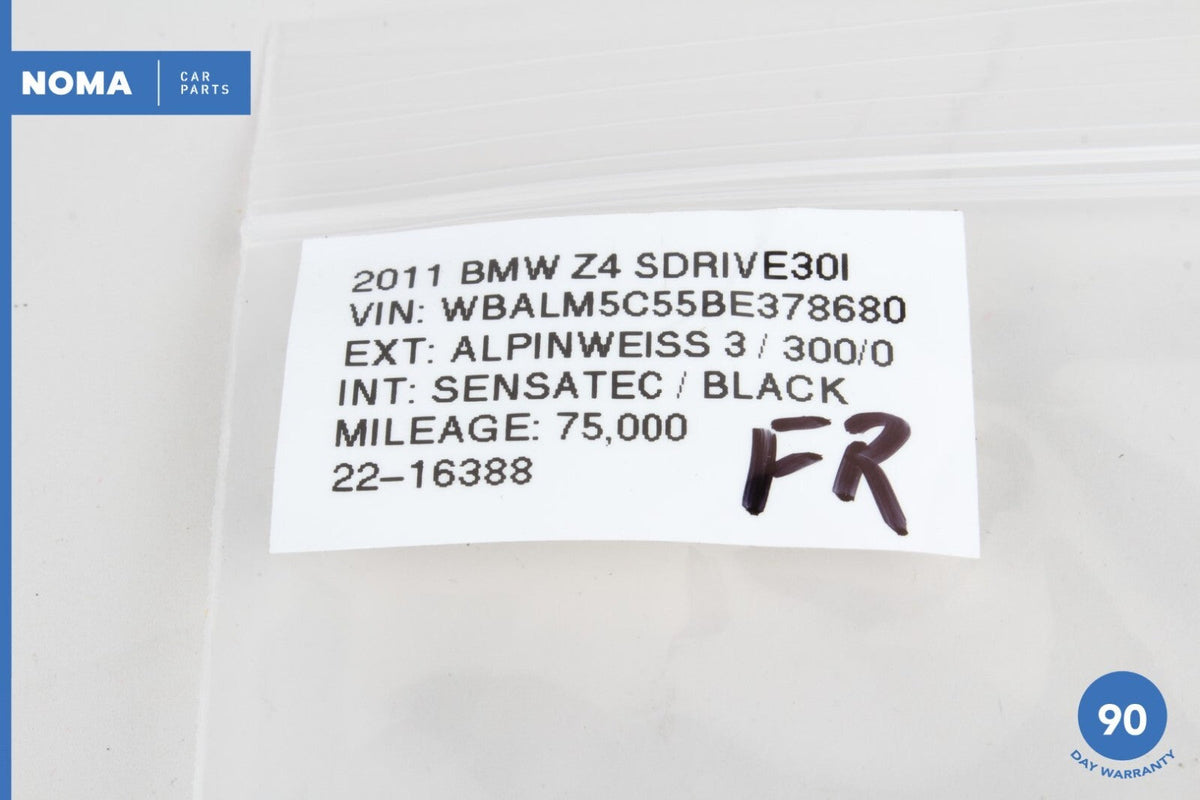 NOMA
CAR
PARTS
2011 BMW Z4 SDRIVE30I
VIN: WBALM5C55BE378680
EXT: ALPINWEISS 3 / 300/0
INT: SENSATEC / BLACK
MILEAGE: 75,000
22-16388
FR
90
DAY WARRANTY